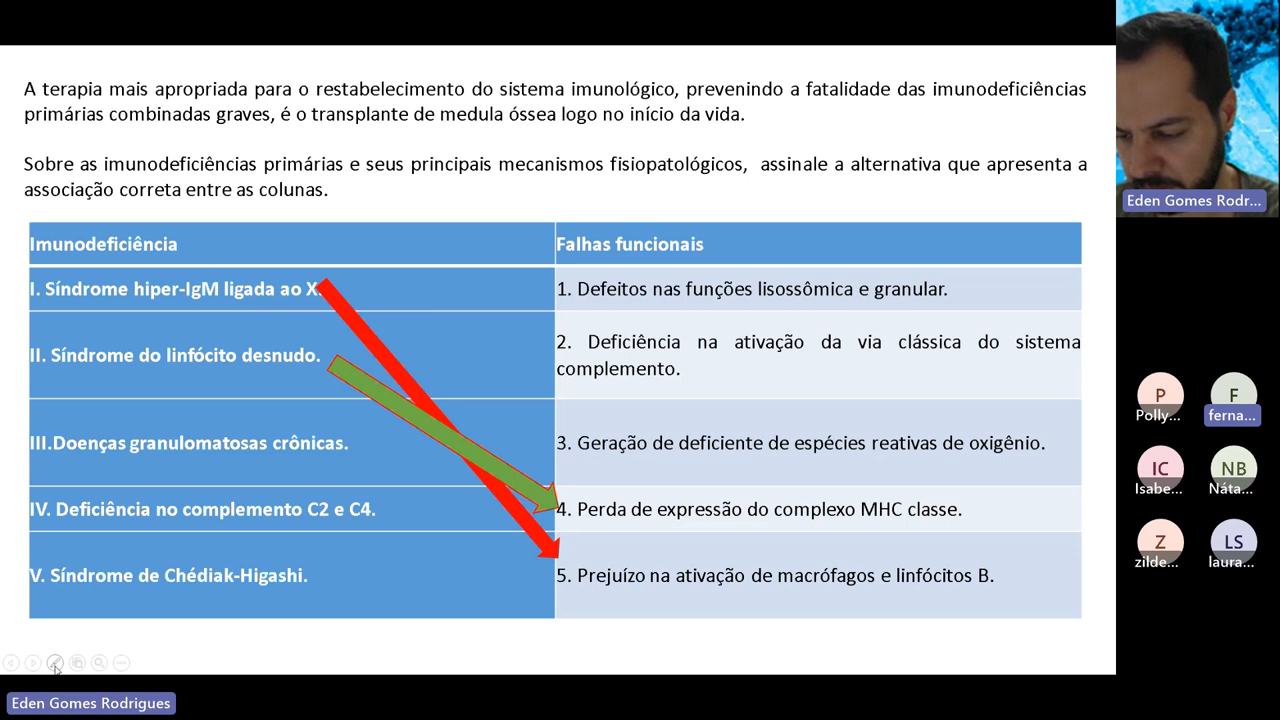 A terapia mais apropriada para o restabelecimento do sistema imunológico, prevenindo a fatalidade das imunodeficiências
primárias combinadas graves, é o transplante de medula óssea logo no início da vida.
Sobre as imunodeficiências primárias e seus principais mecanismos fisiopatológicos, assinale a alternativa que apresenta a
associação correta entre as colunas.
Imunodeficiência
Falhas funcionais
I. Síndrome hiper-IgM ligada ao X.
1. Defeitos nas funções lisossômica e granular.
II. Síndrome do linfócito desnudo.
2. Deficiência na ativação da via clássica do sistema
complemento.
III.Doenças granulomatosas crônicas.
3. Geração de deficiente de espécies reativas de oxigênio.
IV. Deficiência no complemento C2 e C4.
4. Perda de expressão do complexo MHC classe.
V. Síndrome de Chédiak-Higashi.
5. Prejuízo na ativação de macrófagos e linfócitos B.
Eden Gomes Rodr...
P
Polly...
F
ferna...
IC
Isabe...
NB
Náta...
Z
zilde...
LS
laura...
Eden Gomes Rodrigues